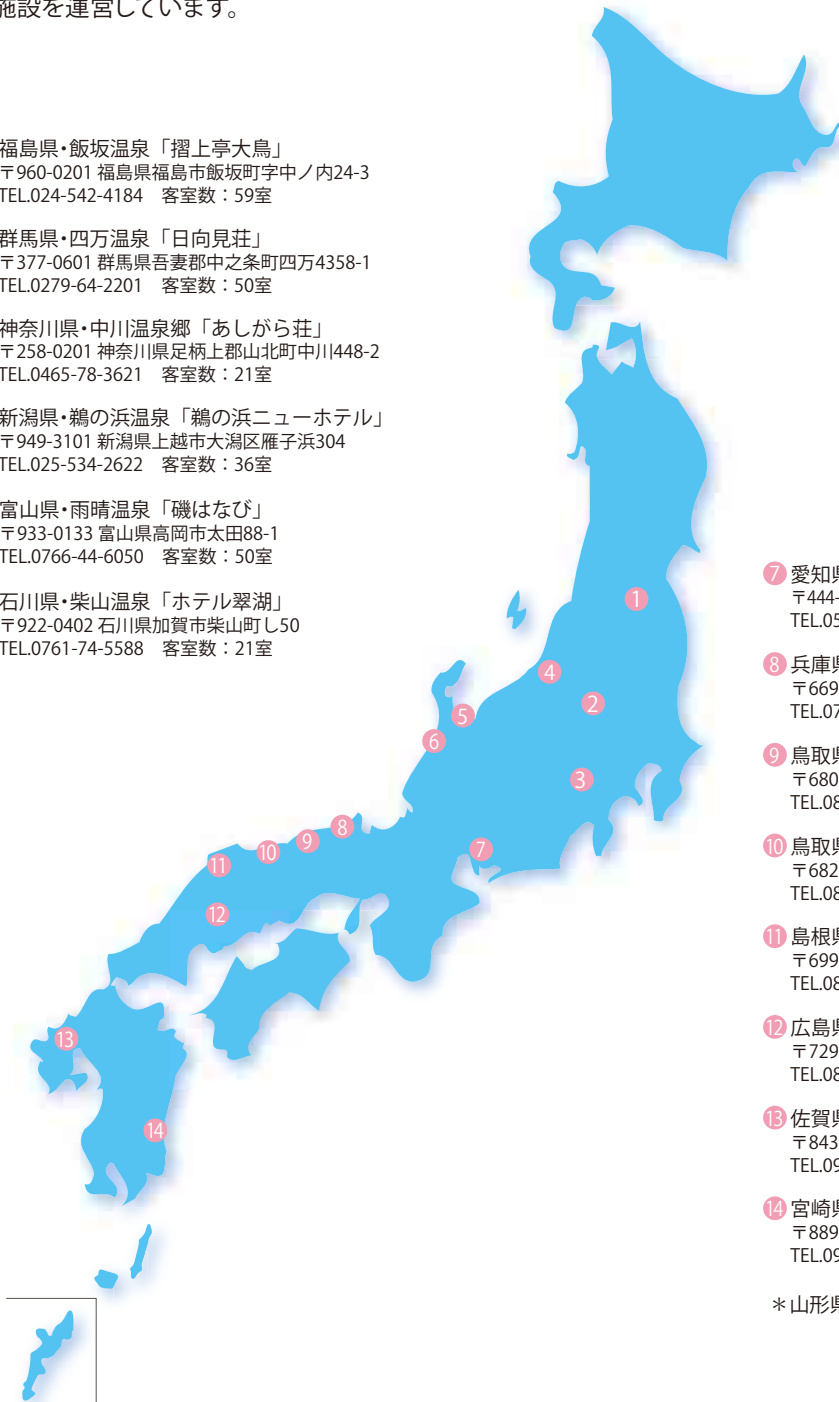 施設を運営しています。
福島県・飯坂温泉「摺上亭大鳥」
〒960-0201 福島県福島市飯坂町字中ノ内24-3
TEL.024-542-4184　客室数：59室
群馬県・四万温泉「日向見荘」
〒377-0601 群馬県吾妻郡中之条町四万4358-1
TEL.0279-64-2201　客室数：50室
神奈川県・中川温泉郷「あしがら荘」
〒258-0201 神奈川県足柄上郡山北町中川448-2
TEL.0465-78-3621　客室数：21室
新潟県・鵜の浜温泉「鵜の浜ニューホテル」
〒949-3101 新潟県上越市大潟区雁子浜304
TEL.025-534-2622　客室数：36室
富山県・雨晴温泉「磯はなび」
〒933-0133 富山県高岡市太田88-1
TEL.0766-44-6050　客室数：50室
石川県・柴山温泉「ホテル翠湖」
〒922-0402 石川県加賀市柴山町し50
TEL.0761-74-5588　客室数：21室
1
4
2
5
6
3
8
9
7
10
11
12
13
14
7 愛知県
〒444-
TEL.05
8 兵庫県
〒669
TEL.07
9 鳥取県
〒680
TEL.08
10 鳥取県
〒682
TEL.08
11 島根県
〒699
TEL.08
12 広島県
〒729
TEL.08
13 佐賀県
〒843
TEL.09
14 宮崎県
〒889
TEL.09
＊山形県